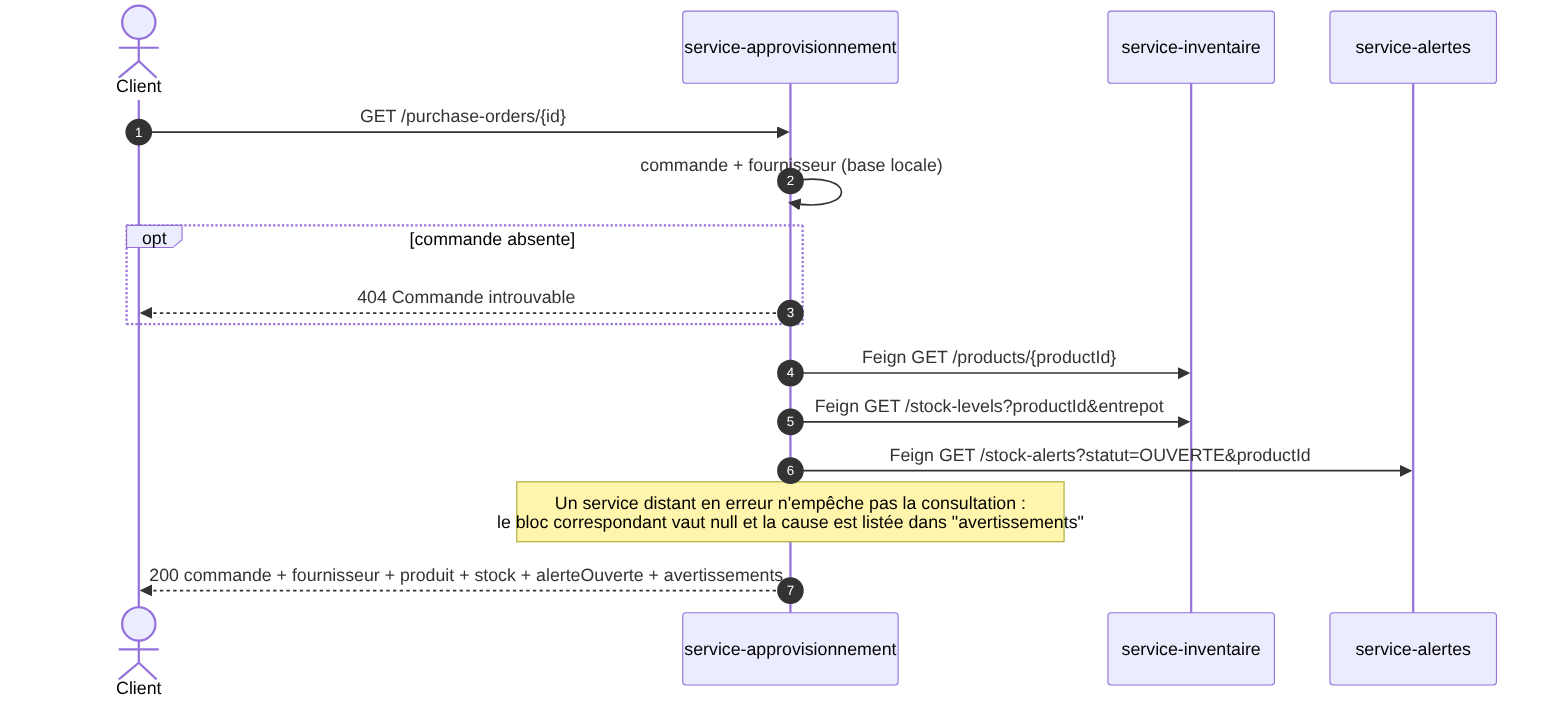 Client
service-approvisionnement
service-inventaire
service-alertes
1
GET /purchase-orders/{id}
commande + fournisseur (base locale)
2
opt
[commande absente]
404 Commande introuvable
3
Feign GET /products/{productId}
4
Feign GET /stock-levels?productId&entrepot
5
Feign GET /stock-alerts?statut=OUVERTE&productId
6
Un service distant en erreur n'empêche pas la consultation :
le bloc correspondant vaut null et la cause est listée dans "avertissements"
200 commande + fournisseur + produit + stock + alerteOuverte + avertissements
7
Client
service-approvisionnement
service-inventaire
service-alertes